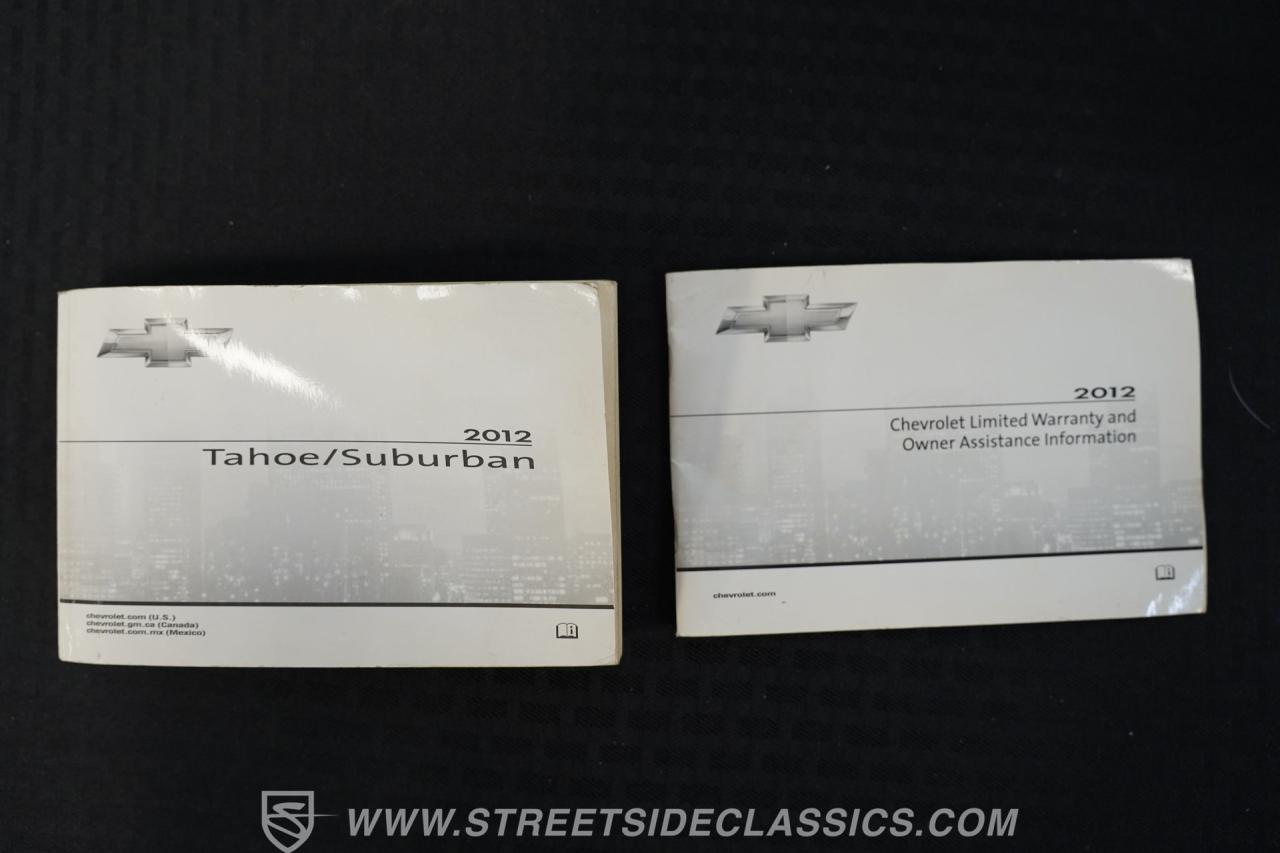 2012
Tahoe/Suburban
chevrolet.com (U.S.)
chevrolet.gm.ca (Canada)
chevrolet.com.mx (Mexico)
2012
Chevrolet Limited Warranty and
Owner Assistance Information
chevrolet.com
WWW.STREETSIDECLASSICS.COM